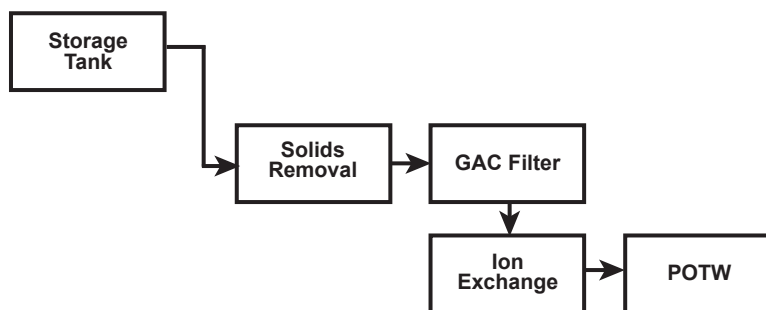 Storage
Tank
Solids
Removal
GAC Filter
Ion
Exchange
POTW